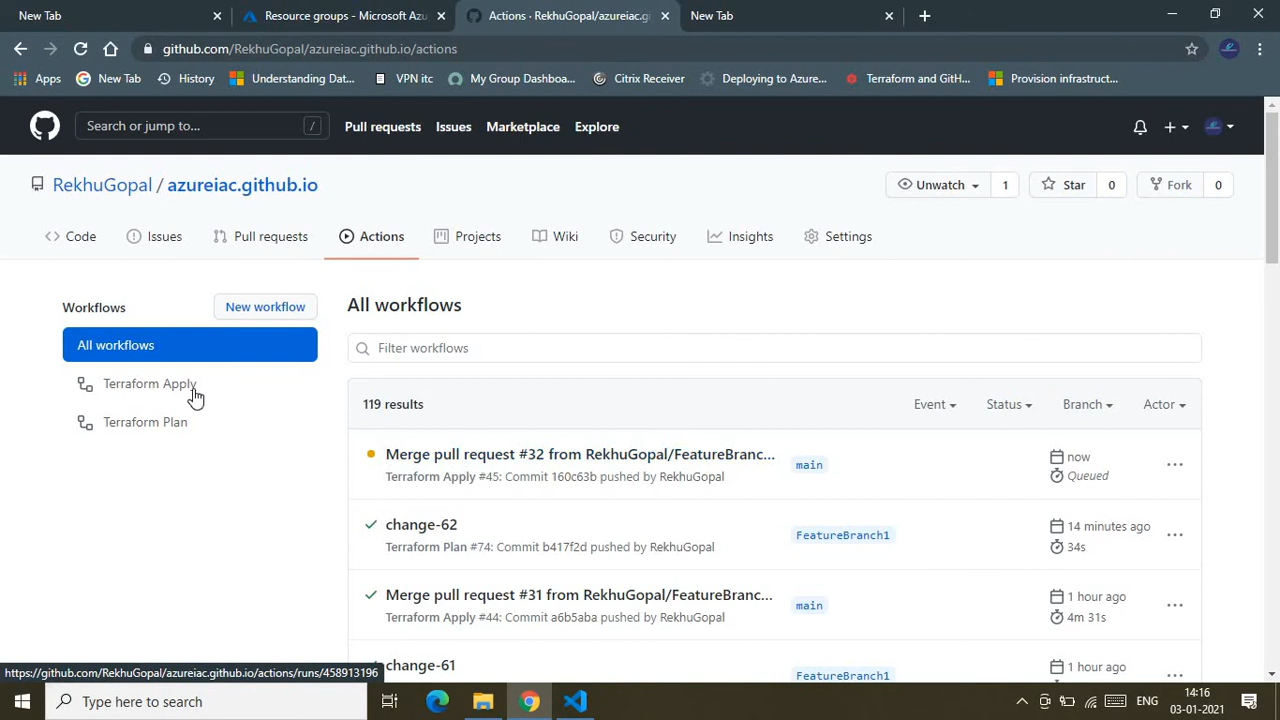 New Tab
Resource groups - Microsoft Azu
Actions · RekhuGopal/azureiac.gi
New Tab
github.com/RekhuGopal/azureiac.github.io/actions
Apps
New Tab
History
Understanding Dat...
VPN itc
My Group Dashboa...
Citrix Receiver
Deploying to Azure...
Terraform and GitH...
Provision infrastruct...
Search or jump to... /
Pull requests
Issues
Marketplace
Explore
RekhuGopal / azureiac.github.io
Unwatch 1
Star 0
Fork 0
Code
Issues
Pull requests
Actions
Projects
Wiki
Security
Insights
Settings
Workflows
New workflow
All workflows
Terraform Apply
Terraform Plan
All workflows
Filter workflows
119 results
Event
Status
Branch
Actor
Merge pull request #32 from RekhuGopal/FeatureBranc...
main
now
Terraform Apply #45: Commit 160c63b pushed by RekhuGopal
Queued
change-62
FeatureBranch1
14 minutes ago
Terraform Plan #74: Commit b417f2d pushed by RekhuGopal
34s
Merge pull request #31 from RekhuGopal/FeatureBranc...
main
1 hour ago
Terraform Apply #44: Commit a6b5aba pushed by RekhuGopal
4m 31s
change-61
FeatureBranch1
1 hour ago
https://github.com/RekhuGopal/azureiac.github.io/actions/runs/458913196
Type here to search
ENG
14:16
03-01-2021